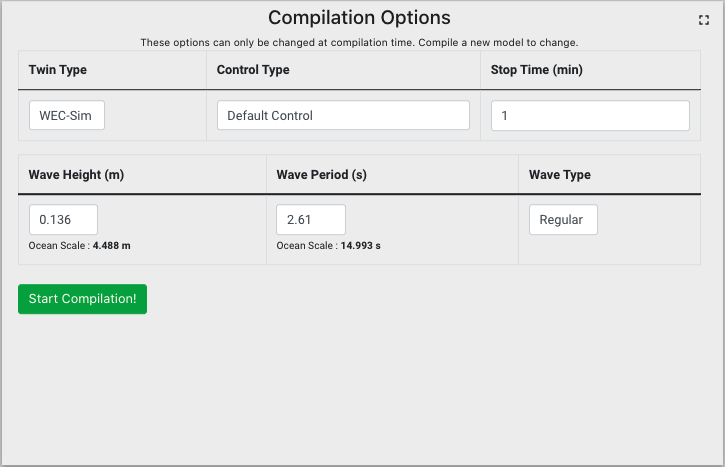 Compilation Options
These options can only be changed at compilation time. Compile a new model to change.
Twin Type Control Type Stop Time (min)
WEC-Sim Default Control 1
Wave Height (m) Wave Period (s) Wave Type
0.136 2.61 Regular
Ocean Scale : 4.488 m Ocean Scale : 14.993 s
Start Compilation!